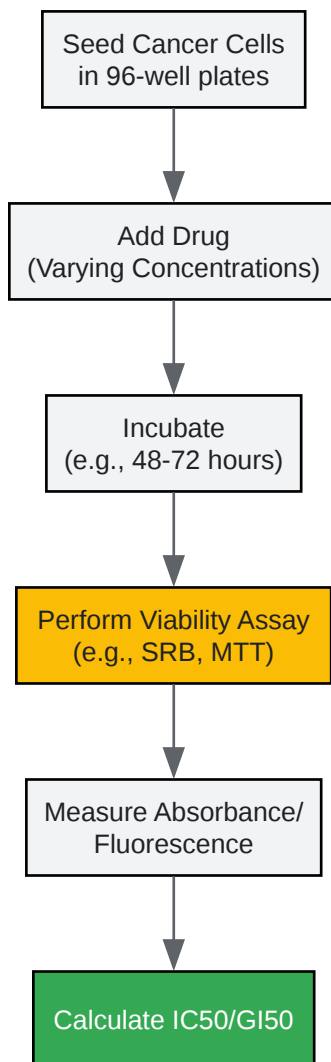 Seed Cancer Cells
in 96-well plates
Add Drug
(Varying Concentrations)
Incubate
(e.g., 48-72 hours)
Perform Viability Assay
(e.g., SRB, MTT)
Measure Absorbance/
Fluorescence
Calculate IC50/GI50